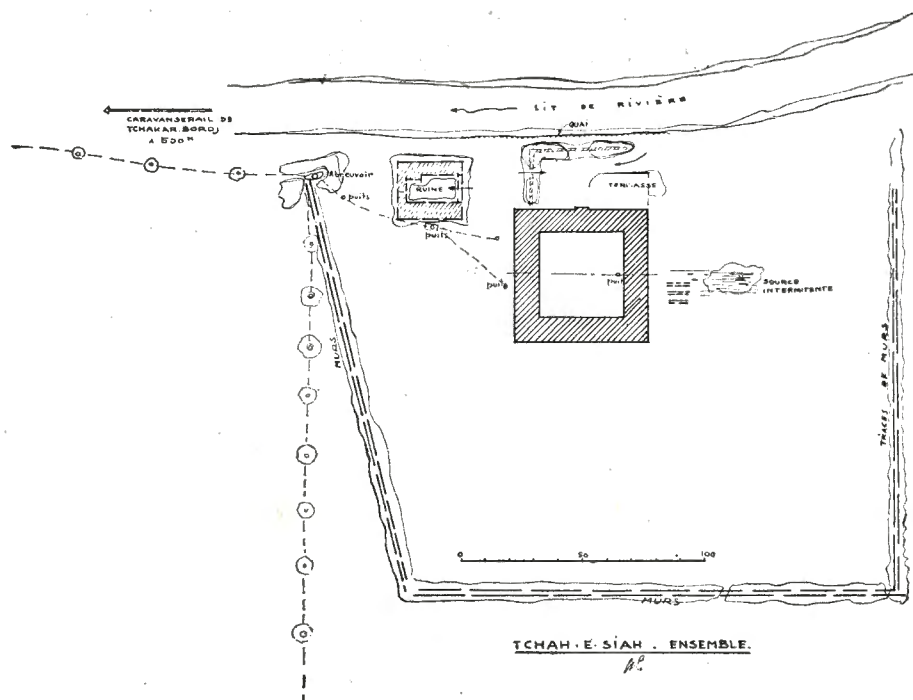 LIT DE RIVIÈRE
CARAVANSERAIL DE
TCHAKAR.BORDJ
A 500 M
QUAI
Abreuvoir
puits
RUINE
TERRASSE
puits
puits
puits
SOURCE
INTERMITENTE
MURS
TRACES DE MURS
0 50 100
MURS
TCHAH.E.SIAH. ENSEMBLE.